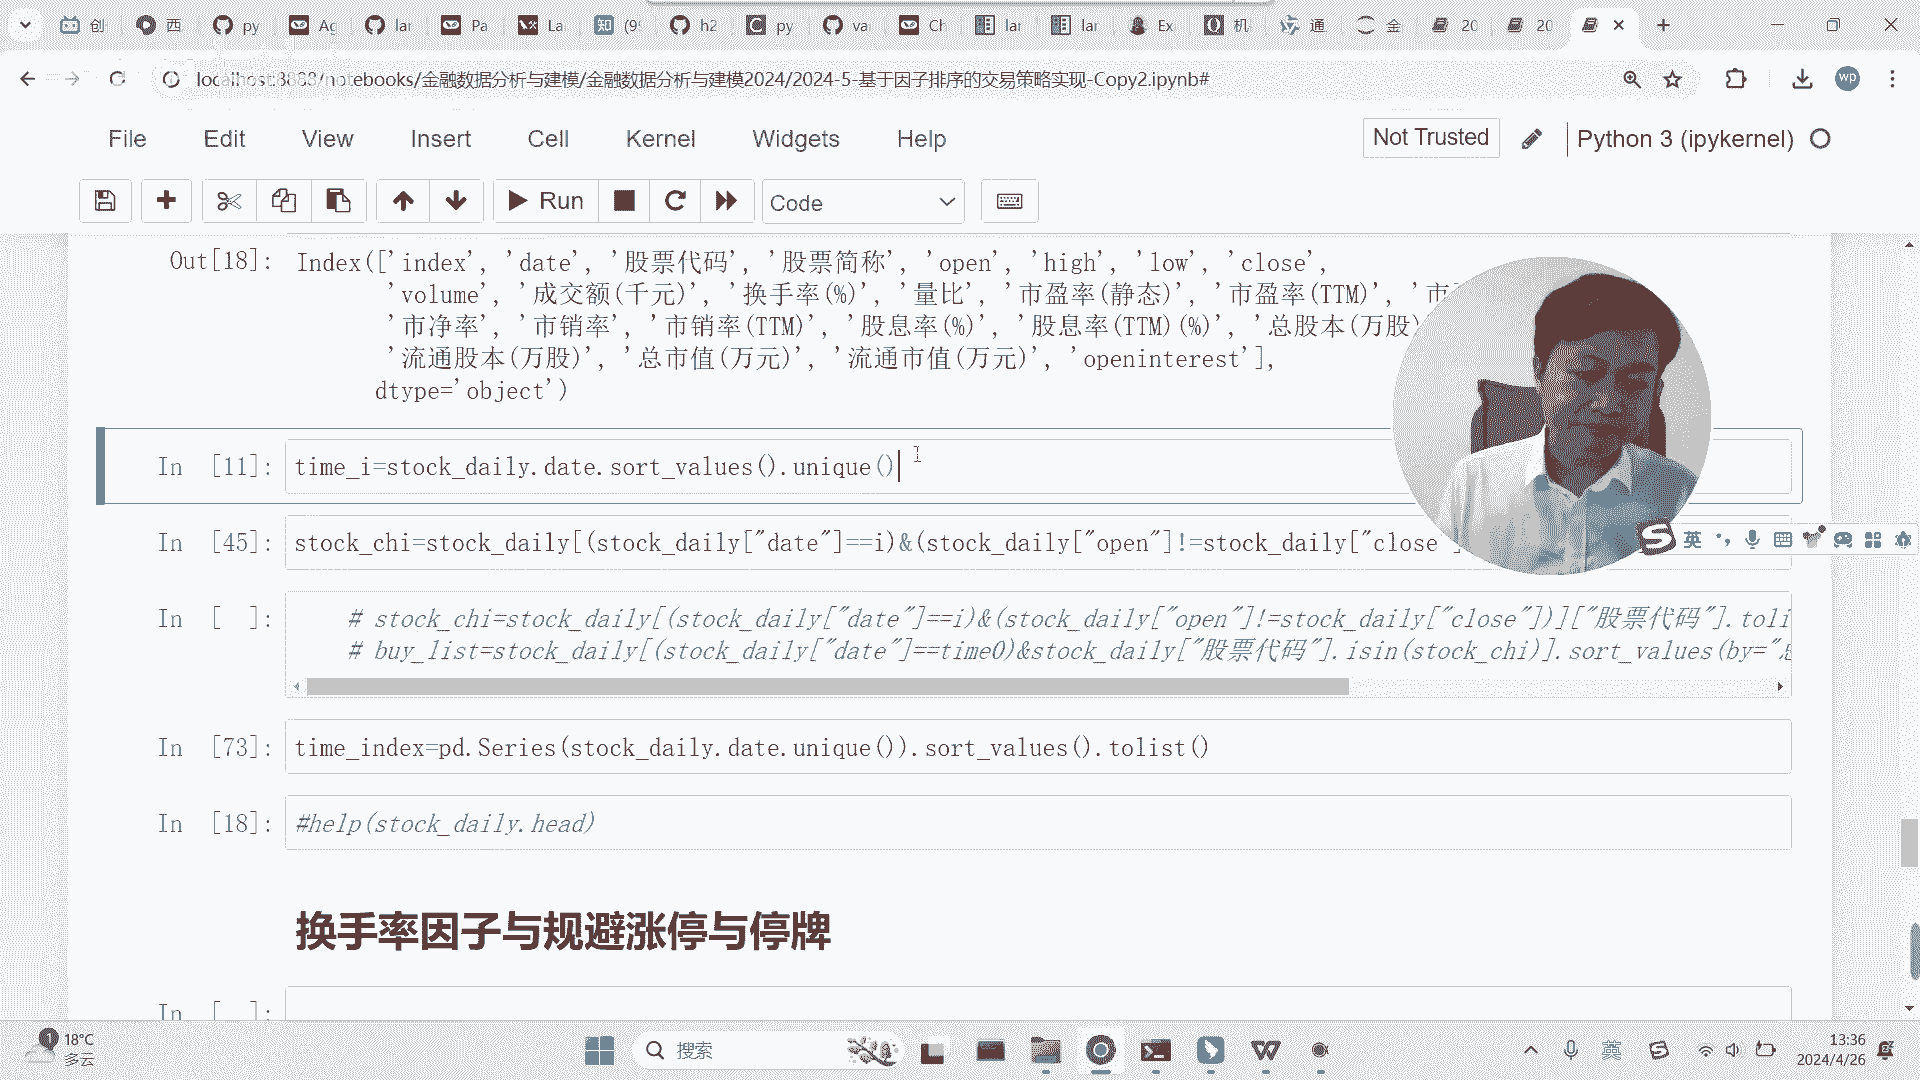 创
西
py
Ag
lar
Pa
La
知 (9
h2
py
va
Ch
lar
lar
Ex
机
通
金
20
20
localhost:8888/notebooks/金融数据分析与建模/金融数据分析与建模2024/2024-5-基于因子排序的交易策略实现-Copy2.ipynb#
wp
File Edit View Insert Cell Kernel Widgets Help
Not Trusted
Python 3 (ipykernel)
Run
Code
Out[18]: Index(['index', 'date', '股票代码', '股票简称', 'open', 'high', 'low', 'close',
'volume', '成交额(千元)', '换手率(%)', '量比', '市盈率(静态)', '市盈率(TTM)',
'市净率', '市销率', '市销率(TTM)', '股息率(%)', '股息率(TTM)(%)', '总股本(万股)
'流通股本(万股)', '总市值(万元)', '流通市值(万元)', 'openinterest'],
dtype='object')
In [11]: time_i=stock_daily.date.sort_values().unique()
In [45]: stock_chi=stock_daily[(stock_daily["date"]==i)&(stock_daily["open"]!=stock_daily["close"
英
In [ ]: # stock_chi=stock_daily[(stock_daily["date"]==i)&(stock_daily["open"]!=stock_daily["close"])]["股票代码"].toli
# buy_list=stock_daily[(stock_daily["date"]==time0)&stock_daily["股票代码"].isin(stock_chi)].sort_values(by="
In [73]: time_index=pd.Series(stock_daily.date.unique()).sort_values().tolist()
In [18]: #help(stock_daily.head)
换手率因子与规避涨停与停牌
In [ ]:
1
18°C
多云
搜索
英
13:36
2024/4/26